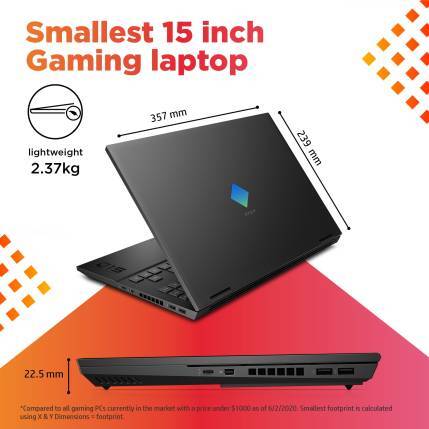 Smallest 15 inch
Gaming laptop
357 mm
239 mm
lightweight
2.37kg
22.5 mm
*Compared to all gaming PCs currently in the market with a price under $1000 as of 6/2/2020. Smallest footprint is calculated
using X & Y Dimensions = footprint.